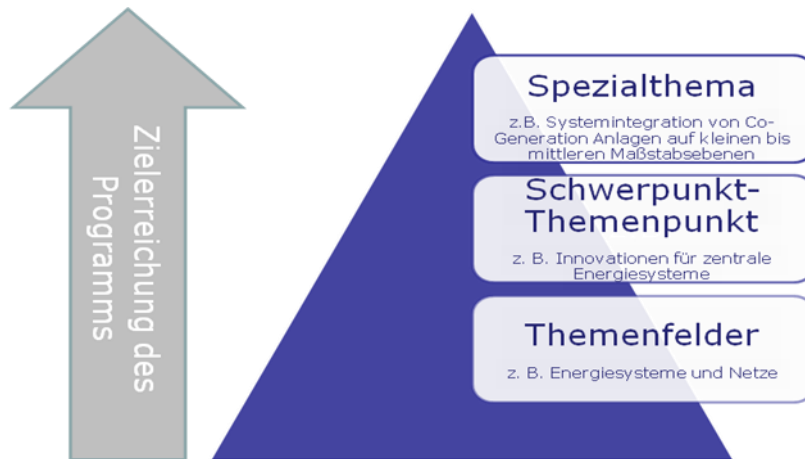 Zielerreichung des
Programms
Spezialthema
z.B. Systemintegration von Co-
Generation Anlagen auf kleinen bis
mittleren Maßstabsebenen
Schwerpunkt-
Themenpunkt
z. B. Innovationen für zentrale
Energiesysteme
Themenfelder
z. B. Energiesysteme und Netze